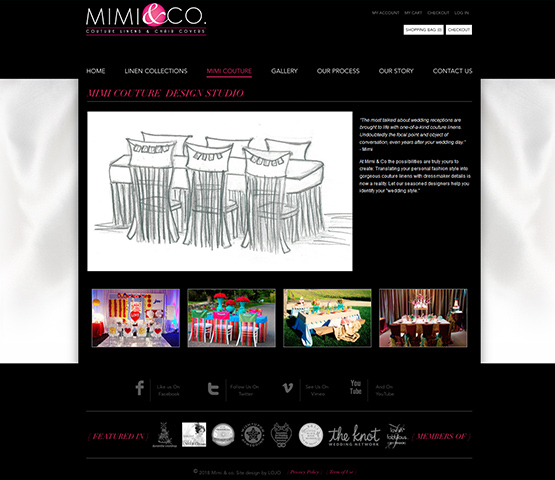 MIMI & CO.
COUTURE LINENS & CHAIR COVERS
MY ACCOUNT MY CART CHECKOUT LOG IN
SHOPPING BAG (0) CHECKOUT
HOME LINEN COLLECTIONS MIMI COUTURE GALLERY OUR PROCESS OUR STORY CONTACT US
MIMI COUTURE DESIGN STUDIO
"The most talked about wedding receptions are
brought to life with one-of-a-kind couture linens.
Undoubtedly the focal point and object of
conversation, even years after your wedding day."
- Mimi
At Mimi & Co the possibilities are truly yours to
create. Translating your personal fashion style into
gorgeous couture linens with dressmaker details is
now a reality. Let our seasoned designers help you
identify your "wedding style."
f Like us On
Facebook
t Follow Us On
Twitter
v See Us On
Vimeo
You Tube And On
YouTube
| FEATURED IN |
the knot
WEDDING NETWORK
| MEMBERS OF |
© 2018 Mimi & co. Site design by | Privacy Policy | | Terms of Use |